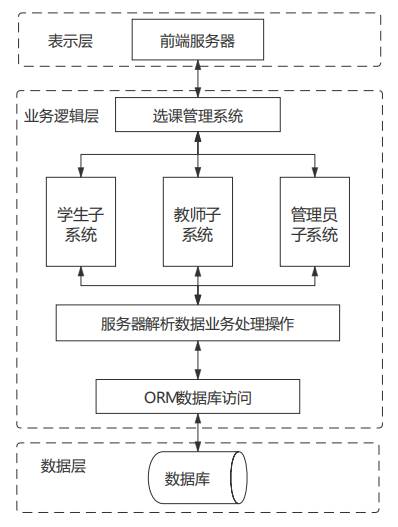 表示层
前端服务器
业务逻辑层
选课管理系统
学生子
系统
教师子
系统
管理员
子系统
服务器解析数据业务处理操作
ORM数据库访问
数据层
数据库